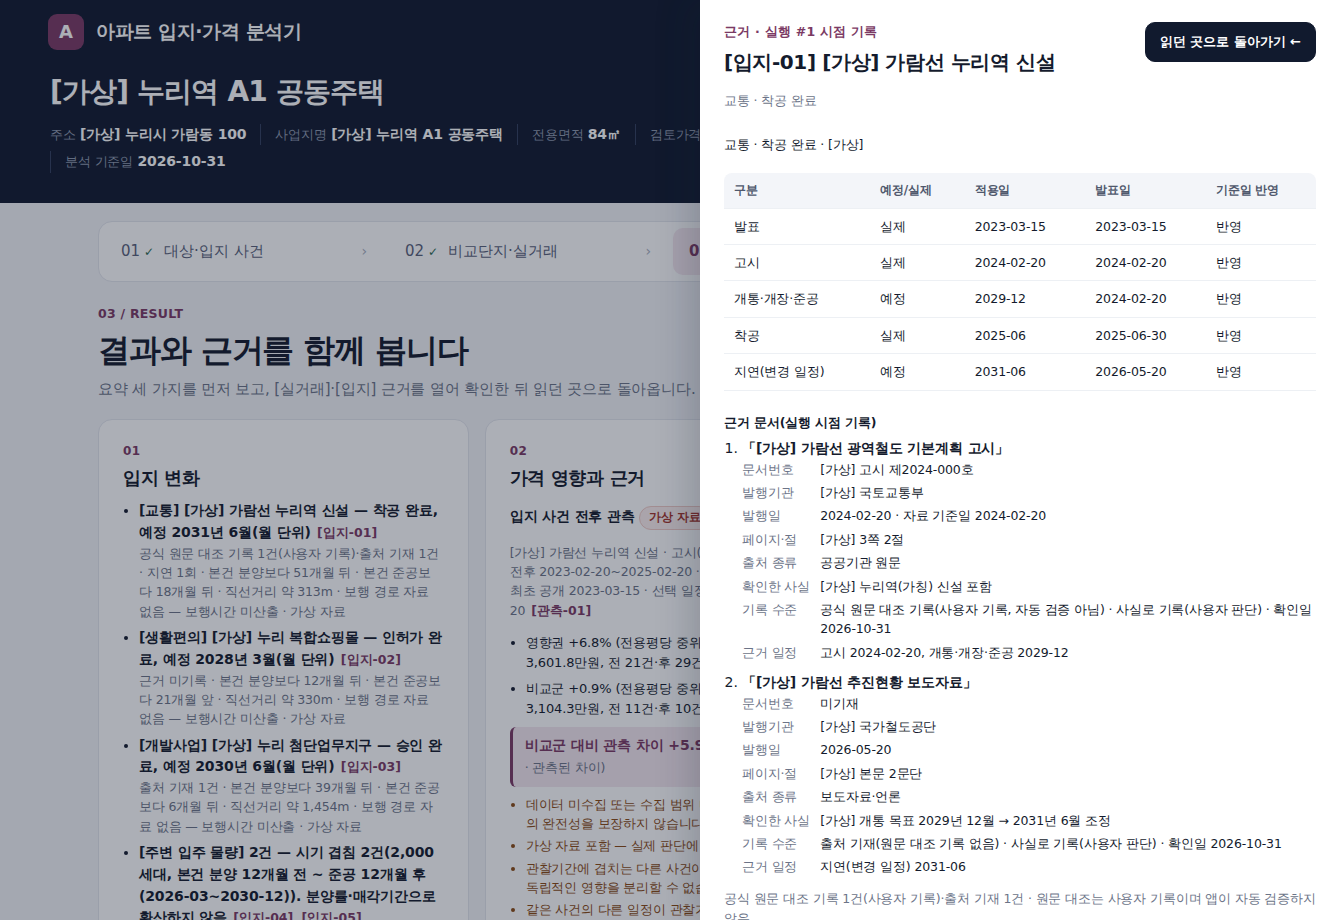 A 아파트 입지·가격 분석기
[가상] 누리역 A1 공동주택
주소 [가상] 누리시 가람동 100 사업지명 [가상] 누리역 A1 공동주택 전용면적 84㎡ 검토가격
분석 기준일 2026-10-31
01 ✓ 대상·입지 사건 › 02 ✓ 비교단지·실거래 › 0
03 / RESULT
결과와 근거를 함께 봅니다
요약 세 가지를 먼저 보고, [실거래]·[입지] 근거를 열어 확인한 뒤 읽던 곳으로 돌아옵니다.
01
입지 변화
• [교통] [가상] 가람선 누리역 신설 — 착공 완료,
예정 2031년 6월(월 단위) [입지-01]
공식 원문 대조 기록 1건(사용자 기록)·출처 기재 1건
· 지연 1회 · 본건 분양보다 51개월 뒤 · 본건 준공보
다 18개월 뒤 · 직선거리 약 313m · 보행 경로 자료
없음 — 보행시간 미산출 · 가상 자료
• [생활편의] [가상] 누리 복합쇼핑몰 — 인허가 완
료, 예정 2028년 3월(월 단위) [입지-02]
근거 미기록 · 본건 분양보다 12개월 뒤 · 본건 준공보
다 21개월 앞 · 직선거리 약 330m · 보행 경로 자료
없음 — 보행시간 미산출 · 가상 자료
• [개발사업] [가상] 누리 첨단업무지구 — 승인 완
료, 예정 2030년 6월(월 단위) [입지-03]
출처 기재 1건 · 본건 분양보다 39개월 뒤 · 본건 준공
보다 6개월 뒤 · 직선거리 약 1,454m · 보행 경로 자
료 없음 — 보행시간 미산출 · 가상 자료
• [주변 입주 물량] 2건 — 시기 겹침 2건(2,000
세대, 본건 분양 12개월 전 ~ 준공 12개월 후
(2026-03~2030-12)). 분양률·매각기간으로
확산하지 않음 [입지-04] [입지-05]
02
가격 영향과 근거
입지 사건 전후 관측 가상 자료
[가상] 가람선 누리역 신설 · 고시(
전후 2023-02-20~2025-02-20 ·
최초 공개 2023-03-15 · 선택 일정
20 [관측-01]
• 영향권 +6.8% (전용평당 중위
3,601.8만원, 전 21건·후 29건
• 비교군 +0.9% (전용평당 중위
3,104.3만원, 전 11건·후 10건
비교군 대비 관측 차이 +5.9
· 관측된 차이)
• 데이터 미수집 또는 수집 범위
의 완전성을 보장하지 않습니다
• 가상 자료 포함 — 실제 판단에
• 관찰기간에 겹치는 다른 사건이
독립적인 영향을 분리할 수 없습
• 같은 사건의 다른 일정이 관찰기
근거 · 실행 #1 시점 기록
[입지-01] [가상] 가람선 누리역 신설
읽던 곳으로 돌아가기 ←
교통 · 착공 완료
교통 · 착공 완료 · [가상]
구분 예정/실제 적용일 발표일 기준일 반영
발표 실제 2023-03-15 2023-03-15 반영
고시 실제 2024-02-20 2024-02-20 반영
개통·개장·준공 예정 2029-12 2024-02-20 반영
착공 실제 2025-06 2025-06-30 반영
지연(변경 일정) 예정 2031-06 2026-05-20 반영
근거 문서(실행 시점 기록)
1. 「[가상] 가람선 광역철도 기본계획 고시」
문서번호 [가상] 고시 제2024-000호
발행기관 [가상] 국토교통부
발행일 2024-02-20 · 자료 기준일 2024-02-20
페이지·절 [가상] 3쪽 2절
출처 종류 공공기관 원문
확인한 사실 [가상] 누리역(가칭) 신설 포함
기록 수준 공식 원문 대조 기록(사용자 기록, 자동 검증 아님) · 사실로 기록(사용자 판단) · 확인일
2026-10-31
근거 일정 고시 2024-02-20, 개통·개장·준공 2029-12
2. 「[가상] 가람선 추진현황 보도자료」
문서번호 미기재
발행기관 [가상] 국가철도공단
발행일 2026-05-20
페이지·절 [가상] 본문 2문단
출처 종류 보도자료·언론
확인한 사실 [가상] 개통 목표 2029년 12월 → 2031년 6월 조정
기록 수준 출처 기재(원문 대조 기록 없음) · 사실로 기록(사용자 판단) · 확인일 2026-10-31
근거 일정 지연(변경 일정) 2031-06
공식 원문 대조 기록 1건(사용자 기록)·출처 기재 1건 · 원문 대조는 사용자 기록이며 앱이 자동 검증하지
않음